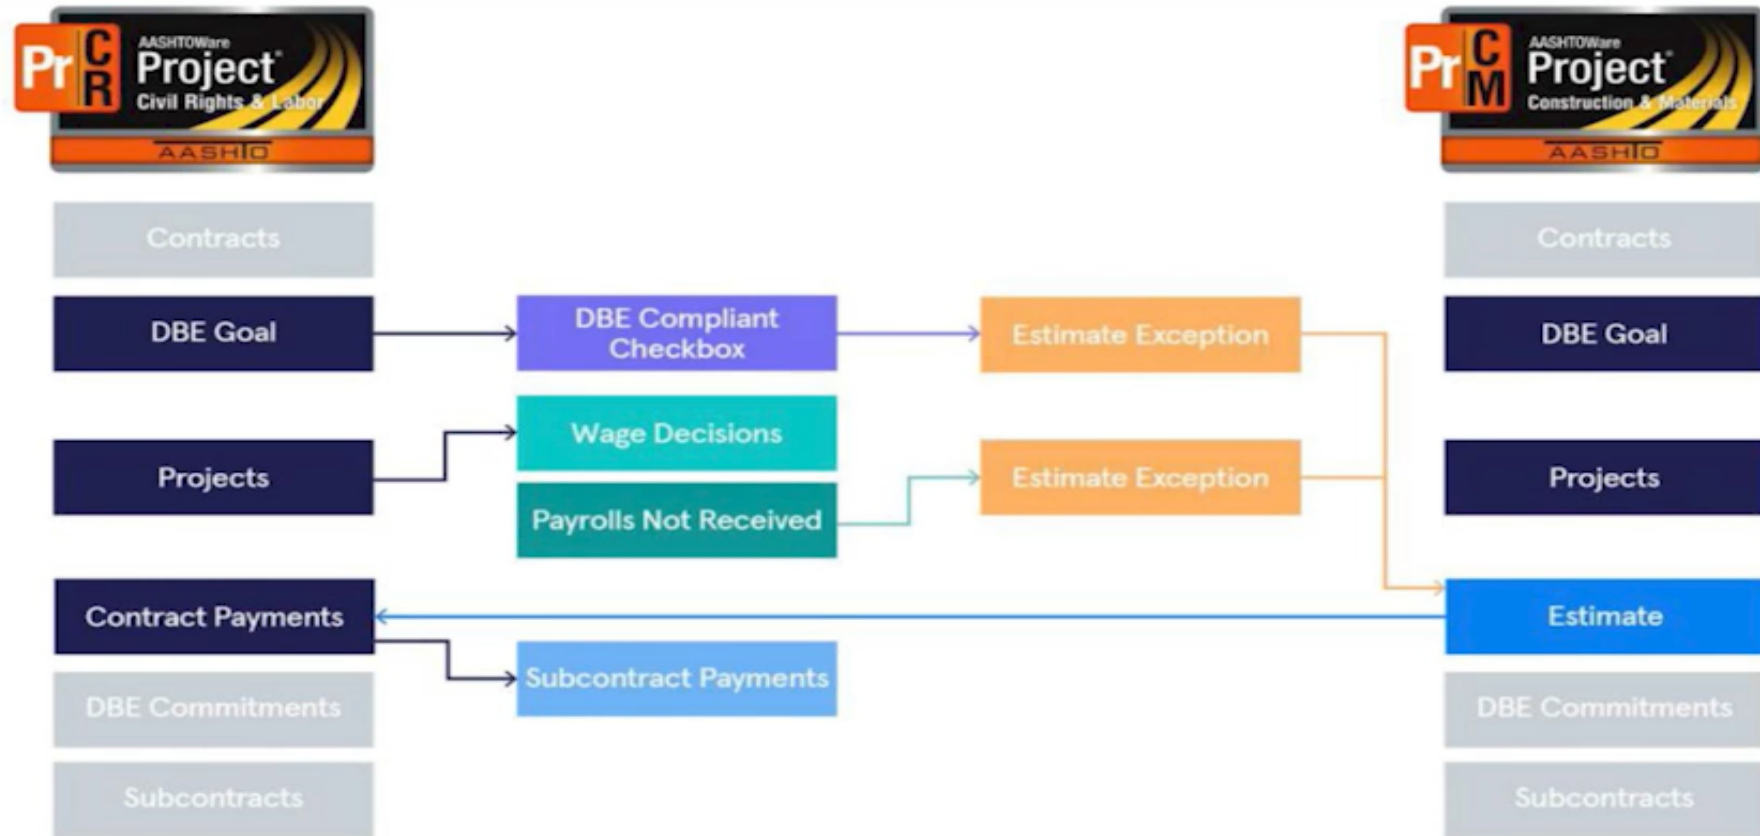 Pr
C
R
AASHTOWare
Project®
Civil Rights & Labor
AASHTO
Pr
C
M
AASHTOWare
Project®
Construction & Materials
AASHTO
Contracts
Contracts
DBE Goal
DBE Compliant
Checkbox
Estimate Exception
DBE Goal
Wage Decisions
Projects
Estimate Exception
Projects
Payrolls Not Received
Contract Payments
Estimate
Subcontract Payments
DBE Commitments
DBE Commitments
Subcontracts
Subcontracts